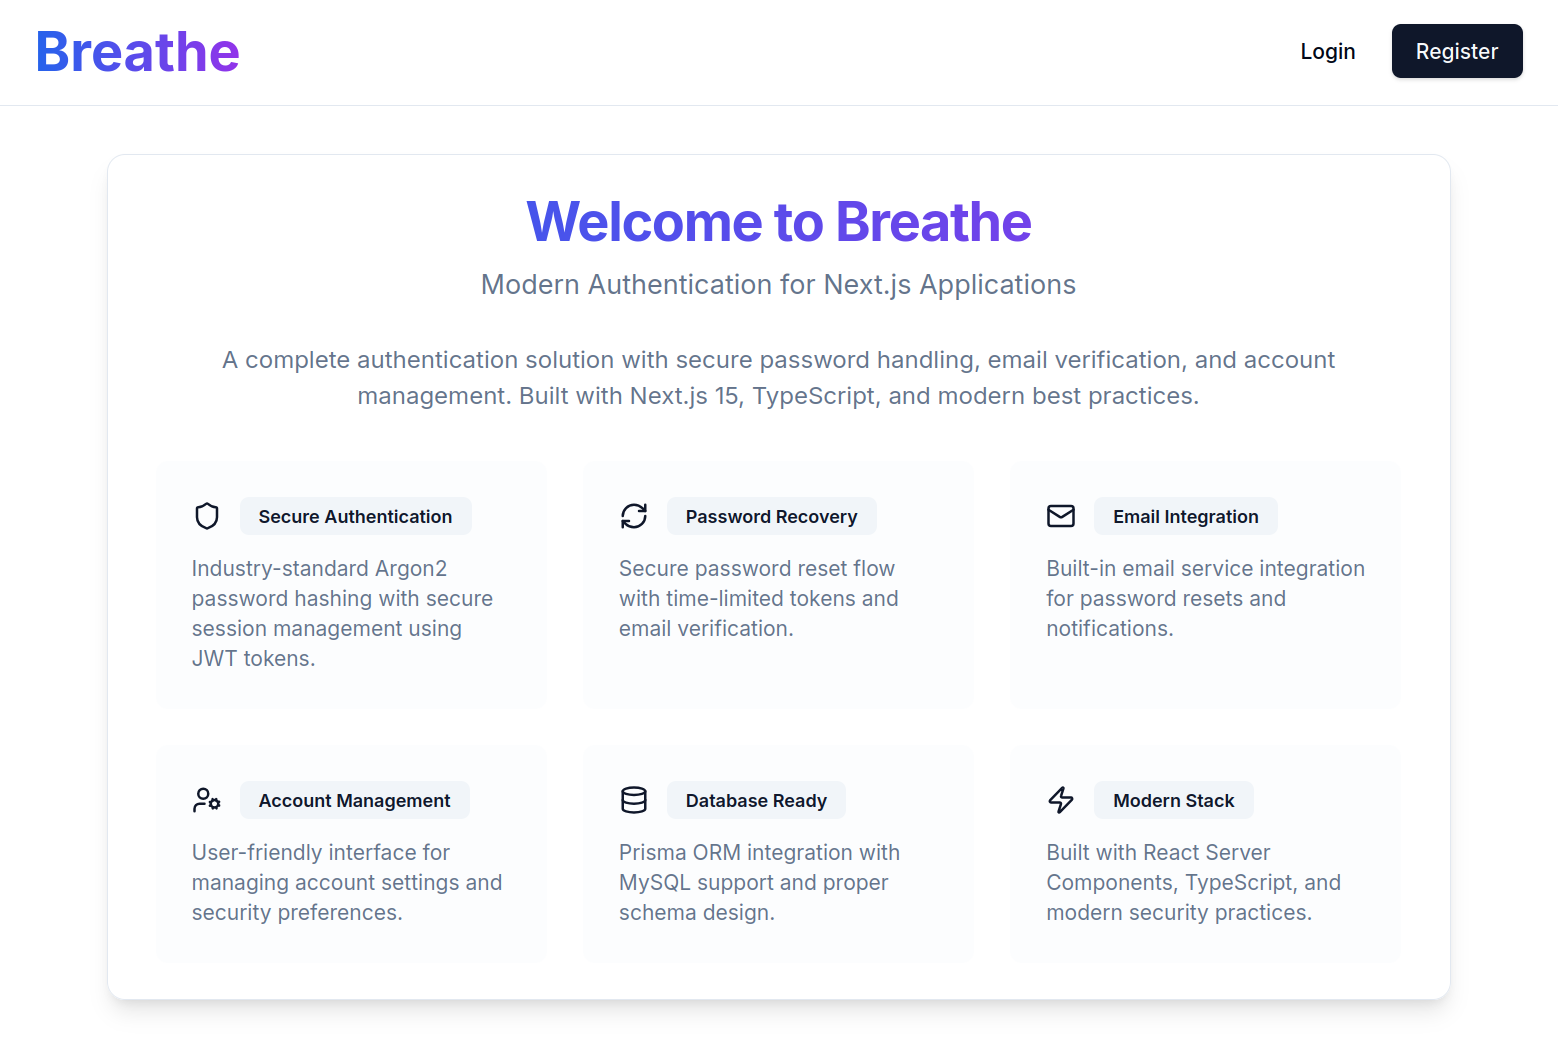 Breathe
Login
Register
Welcome to Breathe
Modern Authentication for Next.js Applications
A complete authentication solution with secure password handling, email verification, and account
management. Built with Next.js 15, TypeScript, and modern best practices.
Secure Authentication
Industry-standard Argon2
password hashing with secure
session management using
JWT tokens.
Password Recovery
Secure password reset flow
with time-limited tokens and
email verification.
Email Integration
Built-in email service integration
for password resets and
notifications.
Account Management
User-friendly interface for
managing account settings and
security preferences.
Database Ready
Prisma ORM integration with
MySQL support and proper
schema design.
Modern Stack
Built with React Server
Components, TypeScript, and
modern security practices.